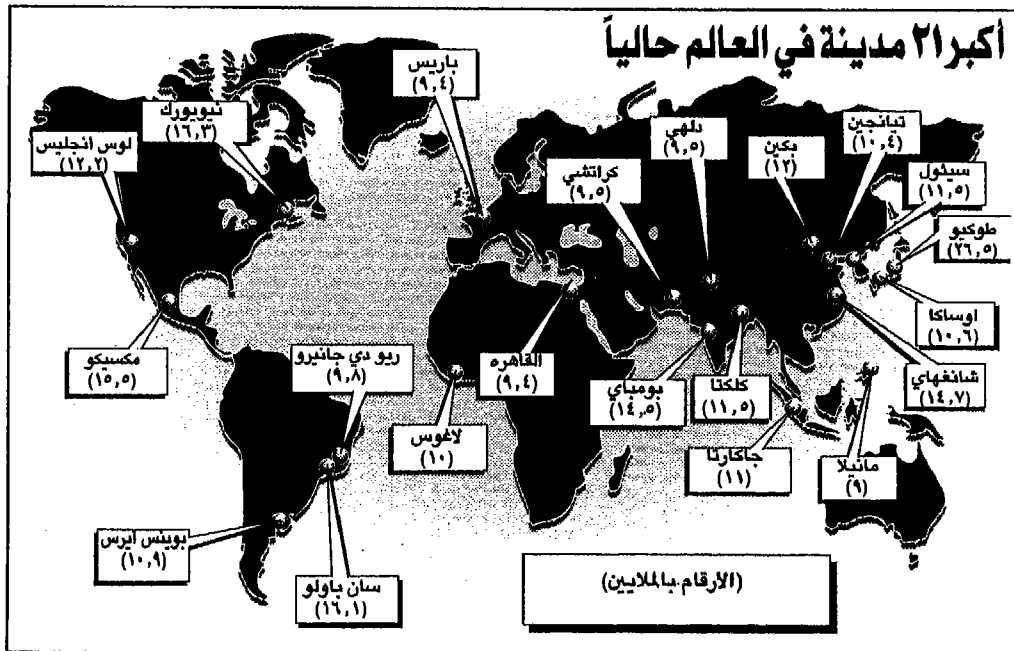 أكبر ٢١ مدينة في العالم حالياً
باريس
(٩,٤)
نيويورك
(١٦,٣)
لوس انجليس
(١٢,٢)
دلهي
(٩,٥)
كراتشي
(٩,٥)
بكين
(١٢)
تيانجين
(١٠,٤)
سيئول
(١١,٥)
طوكيو
(٢٦,٥)
اوساكا
(١٠,٦)
شانغهاي
(١٤,٧)
مانيلا
(٩)
جاكارتا
(١١)
كلكتا
(١١,٥)
بومباي
(١٤,٥)
القاهره
(٩,٤)
لاغوس
(١٠)
ريو دي جانيرو
(٩,٨)
مكسيكو
(١٥,٥)
بوينس ايرس
(١٠,٩)
سان باولو
(١٦,١)
(الأرقام بالملايين)